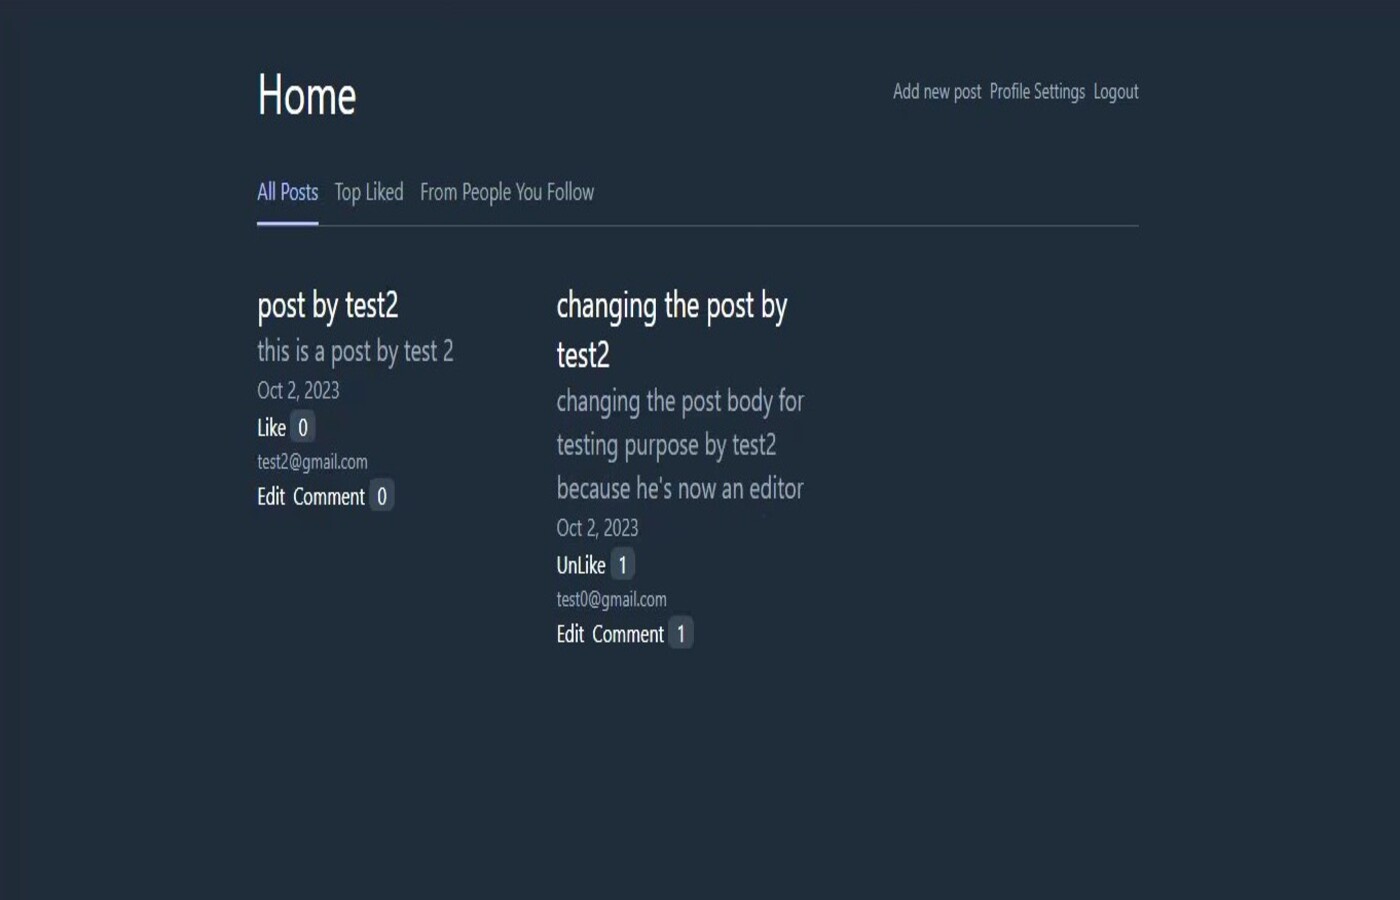 Home
Add new post Profile Settings Logout
All Posts Top Liked From People You Follow
post by test2
this is a post by test 2
Oct 2, 2023
Like 0
test2@gmail.com
Edit Comment 0
changing the post by
test2
changing the post body for
testing purpose by test2
because he's now an editor
Oct 2, 2023
UnLike 1
test0@gmail.com
Edit Comment 1